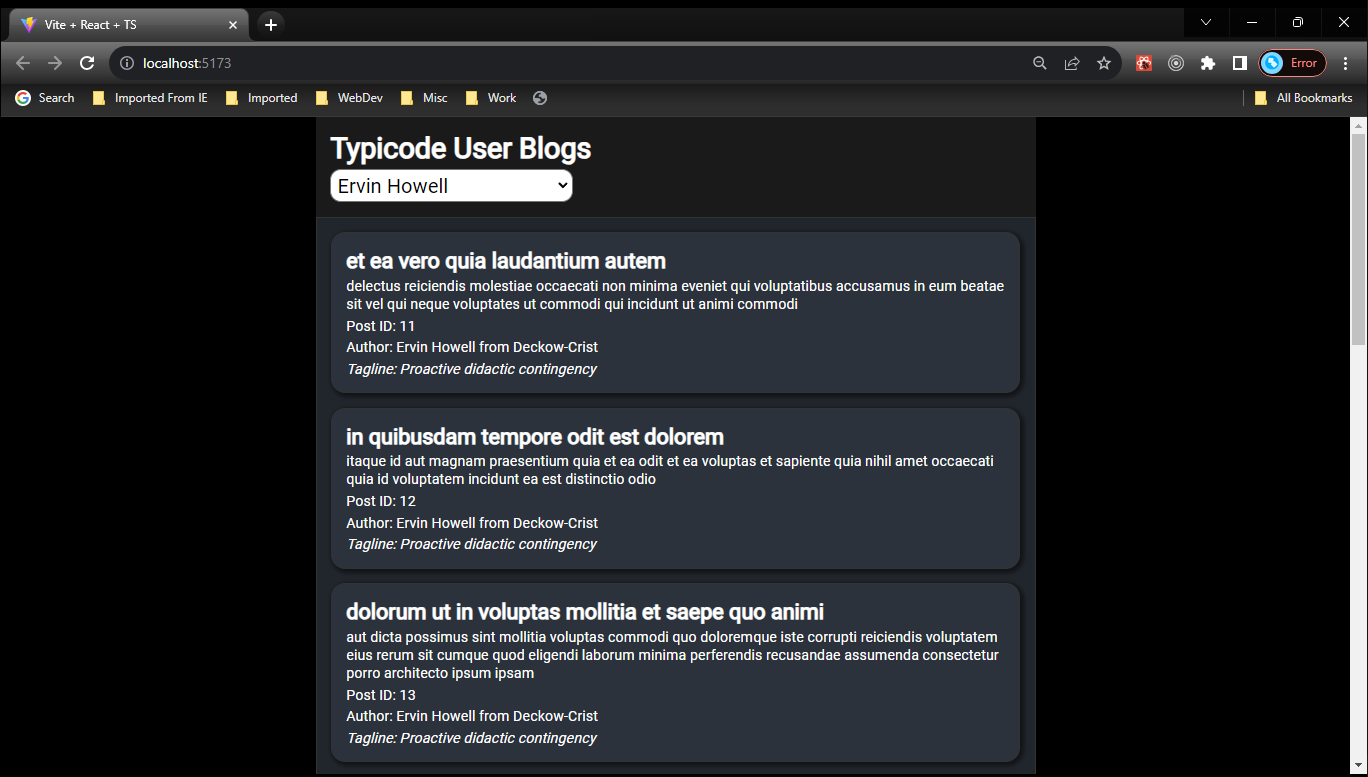 Vite + React + TS
localhost:5173
Error
Search Imported From IE Imported WebDev Misc Work All Bookmarks
Typicode User Blogs
Ervin Howell
et ea vero quia laudantium autem
delectus reiciendis molestiae occaecati non minima eveniet qui voluptatibus accusamus in eum beatae
sit vel qui neque voluptates ut commodi qui incidunt ut animi commodi
Post ID: 11
Author: Ervin Howell from Deckow-Crist
Tagline: Proactive didactic contingency
in quibusdam tempore odit est dolorem
itaque id aut magnam praesentium quia et ea odit et ea voluptas et sapiente quia nihil amet occaecati
quia id voluptatem incidunt ea est distinctio odio
Post ID: 12
Author: Ervin Howell from Deckow-Crist
Tagline: Proactive didactic contingency
dolorum ut in voluptas mollitia et saepe quo animi
aut dicta possimus sint mollitia voluptas commodi quo doloremque iste corrupti reiciendis voluptatem
eius rerum sit cumque quod eligendi laborum minima perferendis recusandae assumenda consectetur
porro architecto ipsum ipsam
Post ID: 13
Author: Ervin Howell from Deckow-Crist
Tagline: Proactive didactic contingency